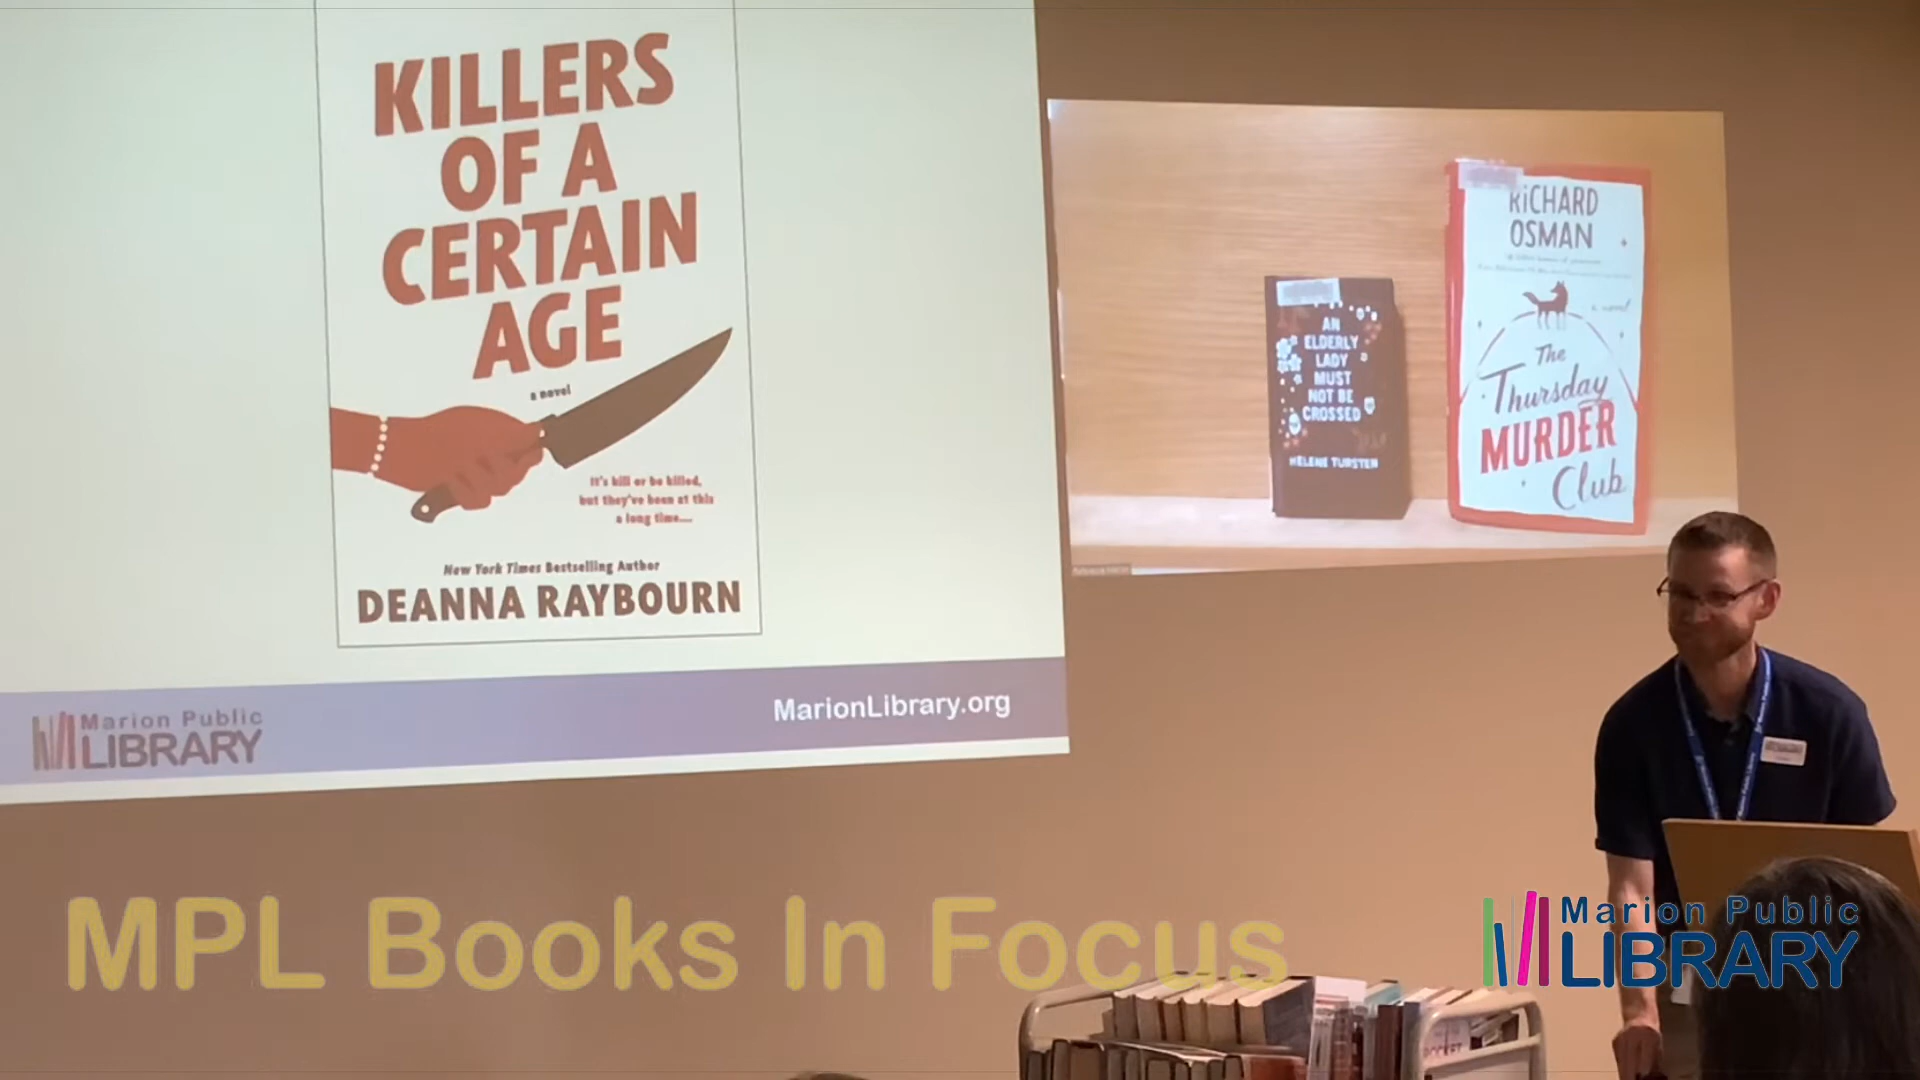 KILLERS
OF A
CERTAIN
AGE
a novel
It's kill or be killed,
but they've been at this
a long time....
New York Times Bestselling Author
DEANNA RAYBOURN
Marion Public
LIBRARY
MarionLibrary.org
AN
ELDERLY
LADY
MUST
NOT BE
CROSSED
HELENE TURSTEN
RICHARD
OSMAN
a novel
The
Thursday
MURDER
Club
MPL Books In Focus
Marion Public
LIBRARY
POCKET